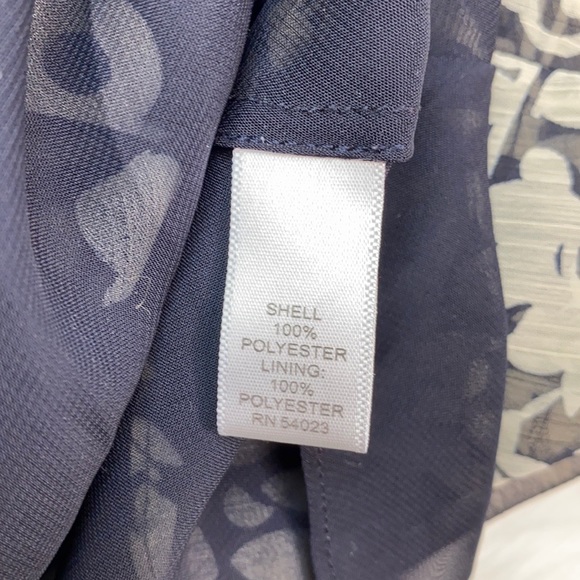 SHELL
100%
POLYESTER
LINING:
100%
POLYESTER
RN 54023